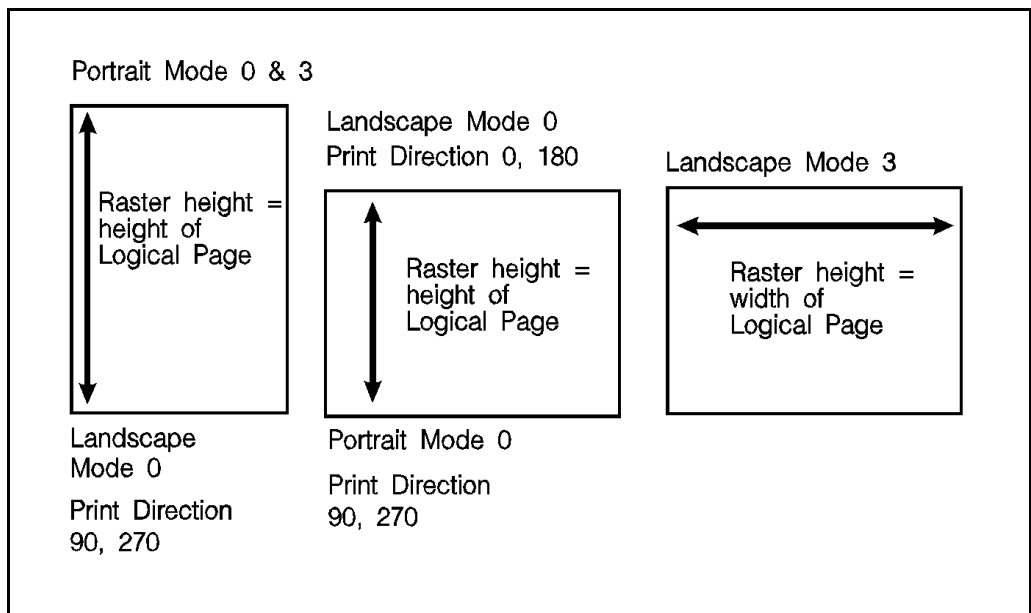 Portrait Mode 0 & 3
Raster height =
height of
Logical Page
Landscape
Mode 0
Print Direction
90, 270
Landscape Mode 0
Print Direction 0, 180
Raster height =
height of
Logical Page
Portrait Mode 0
Print Direction
90, 270
Landscape Mode 3
Raster height =
width of
Logical Page